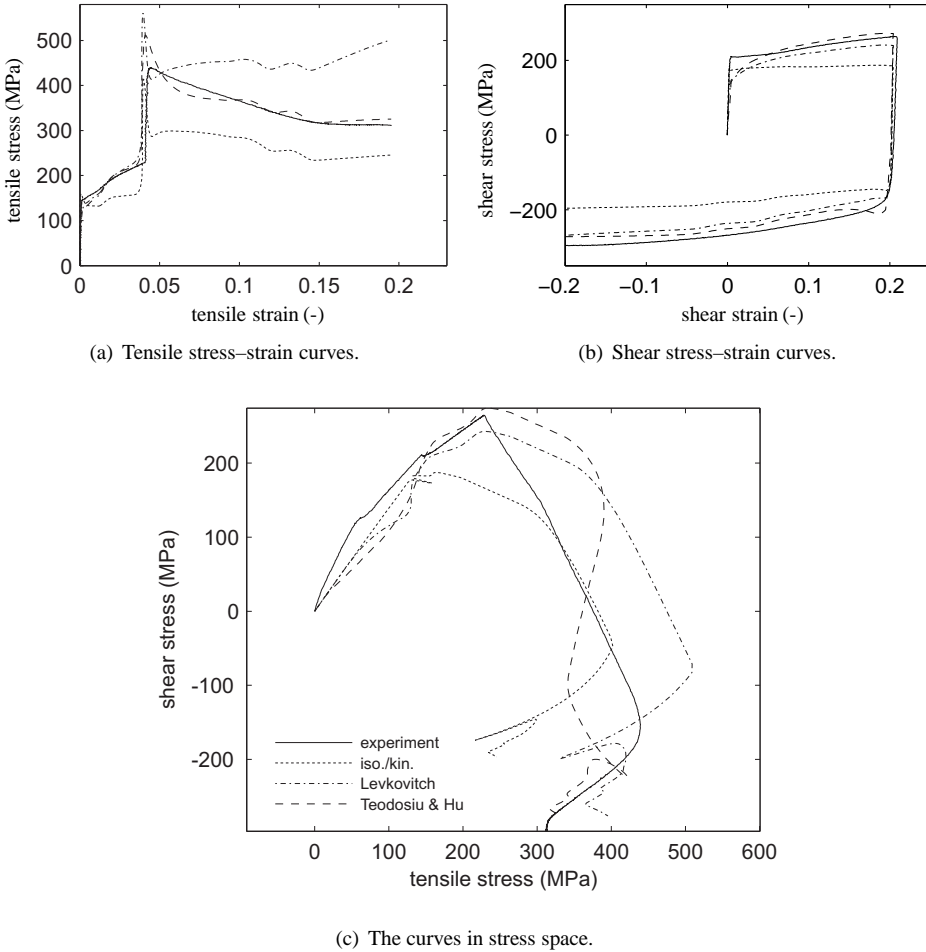 500
400
300
200
100
0
tensile stress (MPa)
0 0.05 0.1 0.15 0.2
tensile strain (-)
(a) Tensile stress–strain curves.
200
0
−200
shear stress (MPa)
−0.2 −0.1 0 0.1 0.2
shear strain (-)
(b) Shear stress–strain curves.
200
100
0
-100
-200
shear stress (MPa)
experiment
iso./kin.
Levkovitch
Teodosiu & Hu
0 100 200 300 400 500 600
tensile stress (MPa)
(c) The curves in stress space.